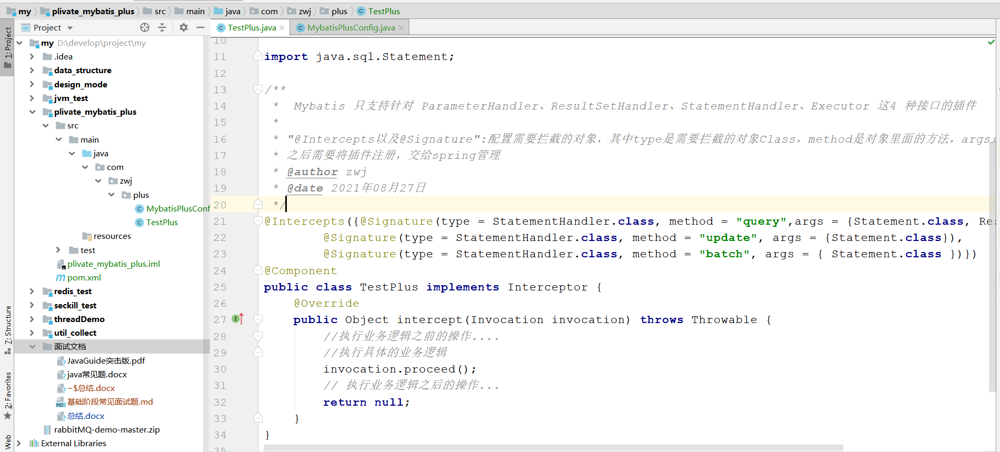 my plivate_mybatis_plus src main java com zwj plus TestPlus
Project
TestPlus.java MybatisPlusConfig.java
1: Project
7: Structure
2: Favorites
Web
my D:\develop\project\my
.idea
data_structure
design_mode
jvm_test
plivate_mybatis_plus
src
main
java
com
zwj
plus
MybatisPlusConf
TestPlus
resources
test
plivate_mybatis_plus.iml
pom.xml
redis_test
seckill_test
threadDemo
util_collect
面试文档
JavaGuide突击版.pdf
java常见题.docx
~$总结.docx
基础阶段常见面试题.md
总结.docx
rabbitMQ-demo-master.zip
External Libraries
10
11 import java.sql.Statement;
12
13 /**
14 * Mybatis 只支持针对 ParameterHandler、ResultSetHandler、StatementHandler、Executor 这4 种接口的插件
15 *
16 * "@Intercepts以及@Signature":配置需要拦截的对象，其中type是需要拦截的对象Class，method是对象里面的方法，args
17 * 之后需要将插件注册，交给spring管理
18 * @author zwj
19 * @date 2021年08月27日
20 */
21 @Intercepts({@Signature(type = StatementHandler.class, method = "query",args = {Statement.class, Res
22 @Signature(type = StatementHandler.class, method = "update", args = {Statement.class}),
23 @Signature(type = StatementHandler.class, method = "batch", args = { Statement.class })})
24 @Component
25 public class TestPlus implements Interceptor {
26 @Override
27 public Object intercept(Invocation invocation) throws Throwable {
28 //执行业务逻辑之前的操作....
29 //执行具体的业务逻辑
30 invocation.proceed();
31 // 执行业务逻辑之后的操作...
32 return null;
33 }
34 }
35